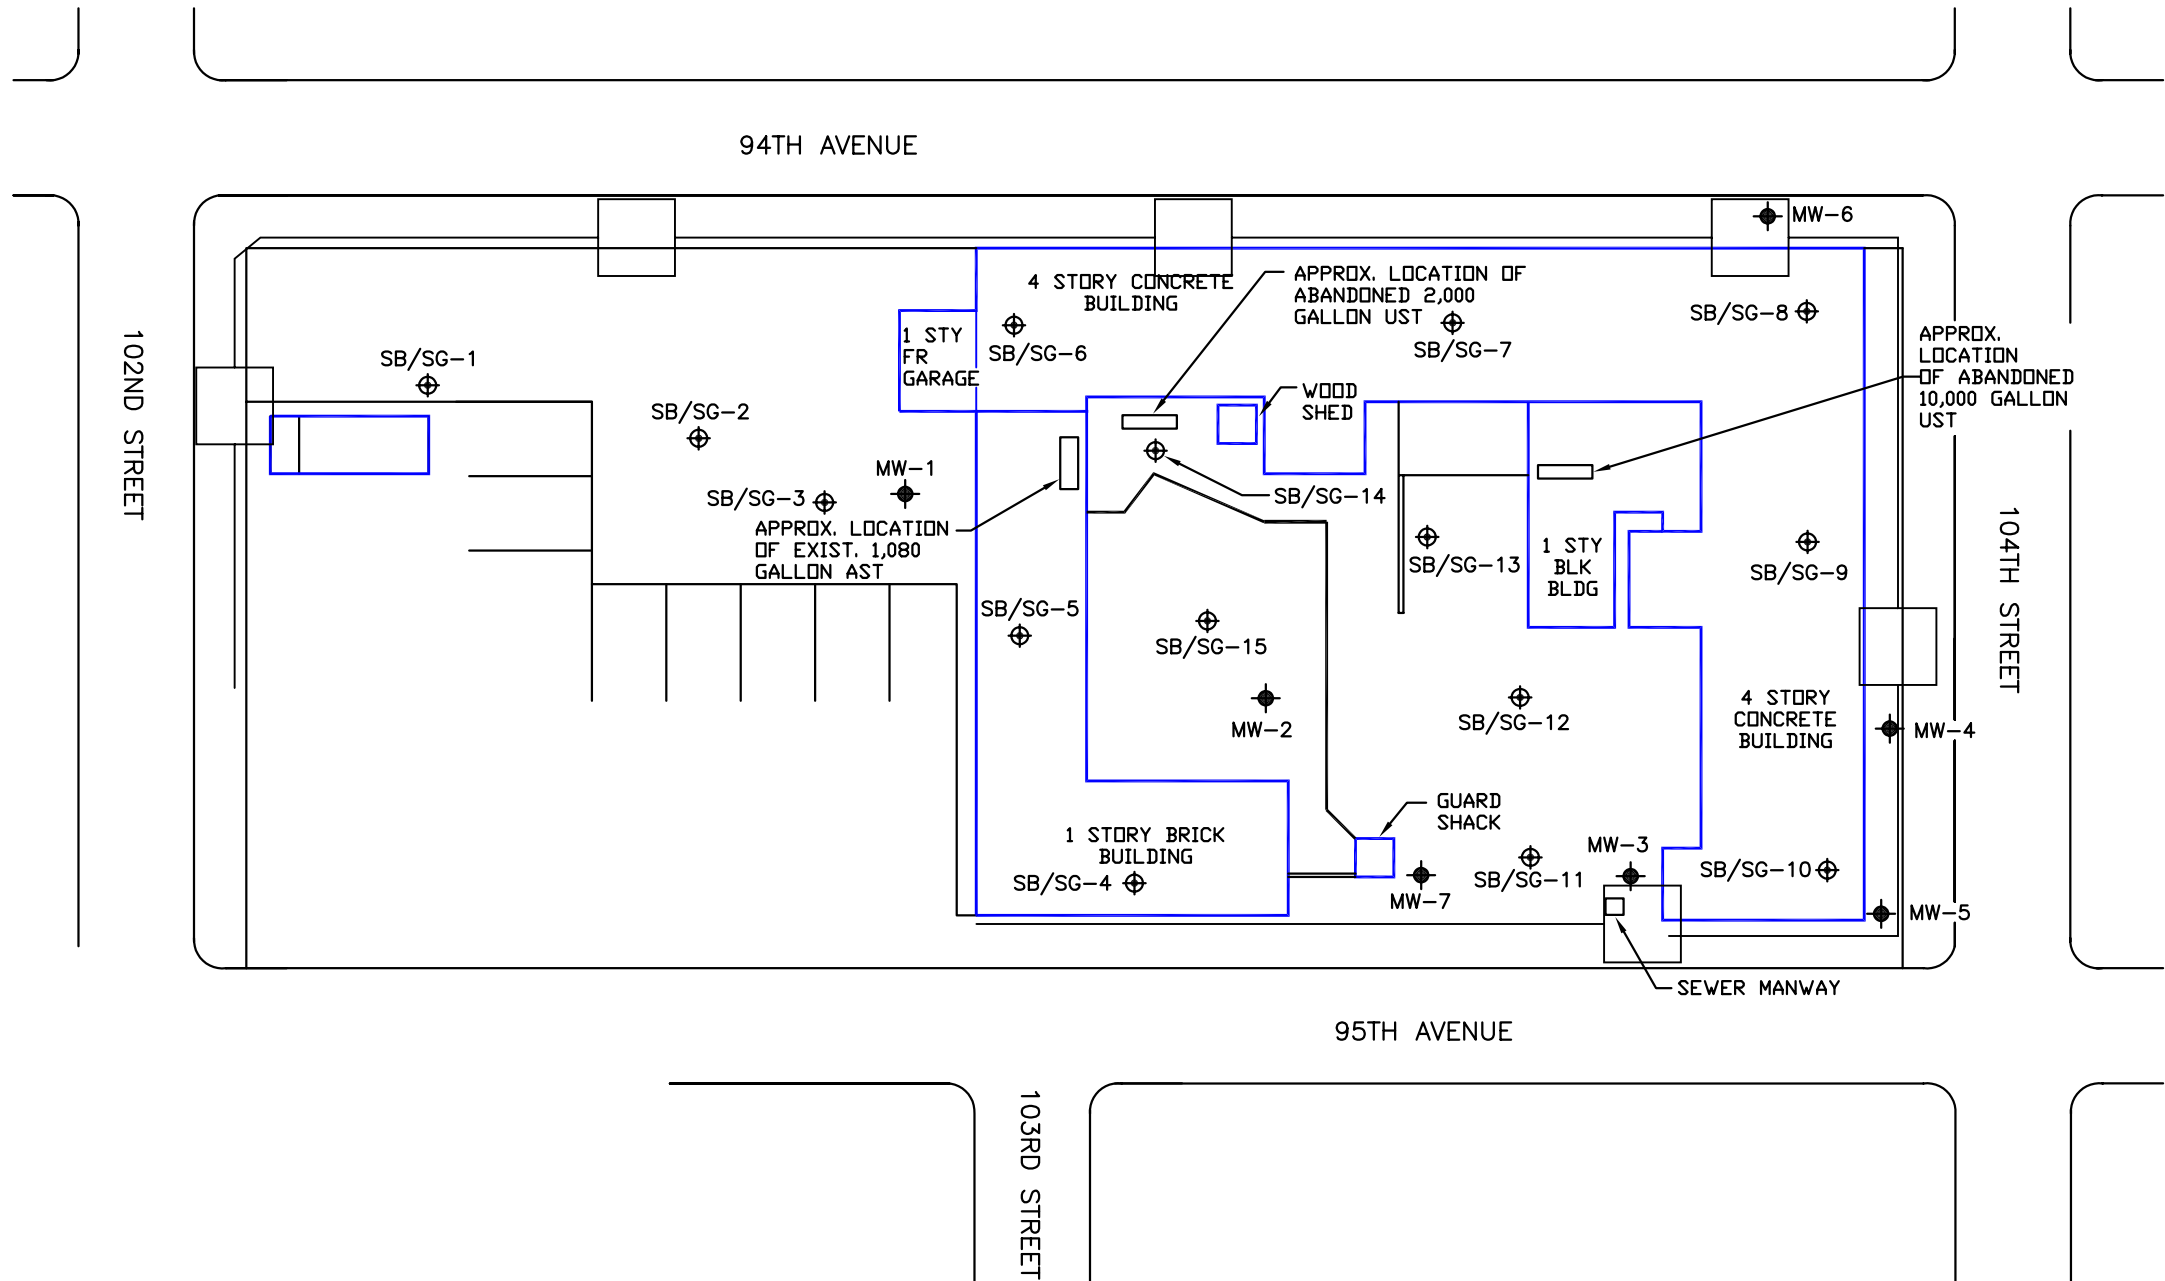 94TH AVENUE
MW-6
4 STORY CONCRETE
BUILDING
APPROX. LOCATION OF
ABANDONED 2,000
GALLON UST
SB/SG-8
1 STY
FR
GARAGE
SB/SG-6
SB/SG-7
APPROX.
LOCATION
OF ABANDONED
10,000 GALLON
UST
102ND STREET
SB/SG-1
SB/SG-2
WOOD
SHED
MW-1
SB/SG-3
SB/SG-14
APPROX. LOCATION
OF EXIST. 1,080
GALLON AST
SB/SG-13
1 STY
BLK
BLDG
SB/SG-9
104TH STREET
SB/SG-5
SB/SG-15
MW-2
SB/SG-12
4 STORY
CONCRETE
BUILDING
MW-4
GUARD
SHACK
1 STORY BRICK
BUILDING
SB/SG-4
MW-7
SB/SG-11
MW-3
SB/SG-10
MW-5
SEWER MANWAY
95TH AVENUE
103RD STREET